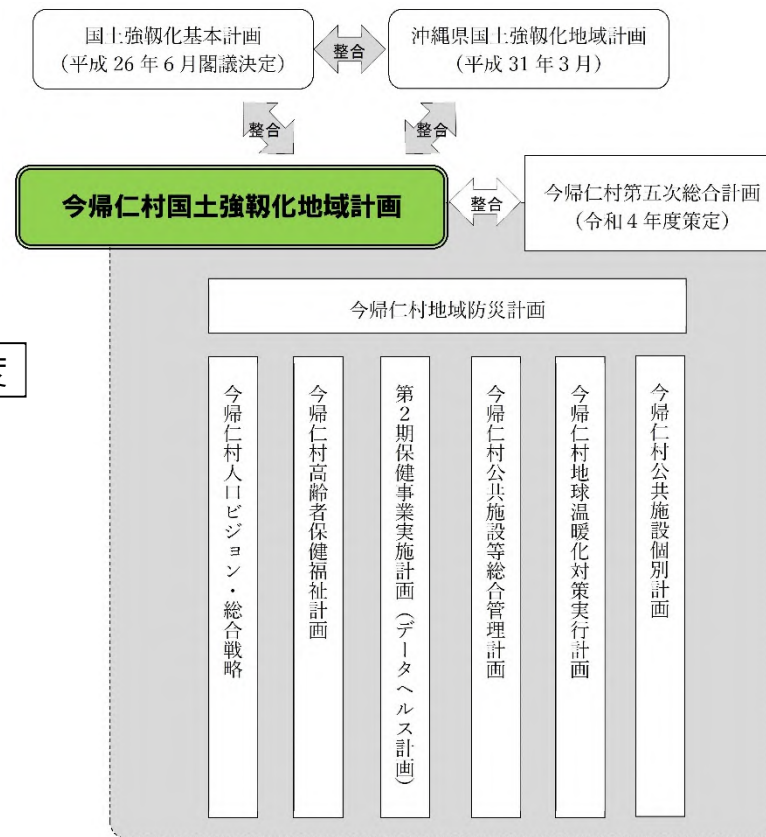 国土強靱化基本計画
（平成 26 年 6 月閣議決定）
整合
沖縄県国土強靱化地域計画
（平成 31 年 3 月）
整合
整合
今帰仁村国土強靱化地域計画
整合
今帰仁村第五次総合計画
（令和 4 年度策定）
今帰仁村地域防災計画
今帰仁村人口ビジョン・総合戦略
今帰仁村高齢者保健福祉計画
第２期保健事業実施計画（データヘルス計画）
今帰仁村公共施設等総合管理計画
今帰仁村地球温暖化対策実行計画
今帰仁村公共施設個別計画